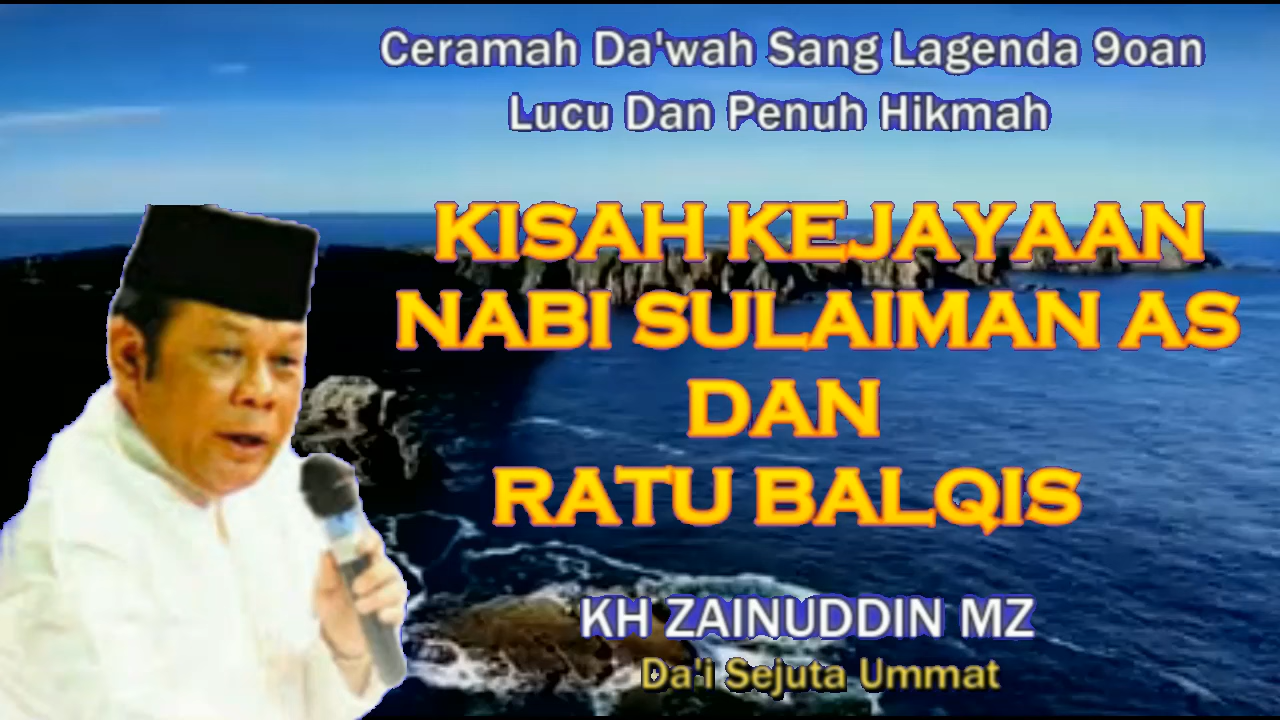 Ceramah Da'wah Sang Lagenda 9oan
Lucu Dan Penuh Hikmah
KISAH KEJAYAAN
NABI SULAIMAN AS
DAN
RATU BALQIS
KH ZAINUDDIN MZ
Da'i Sejuta Ummat